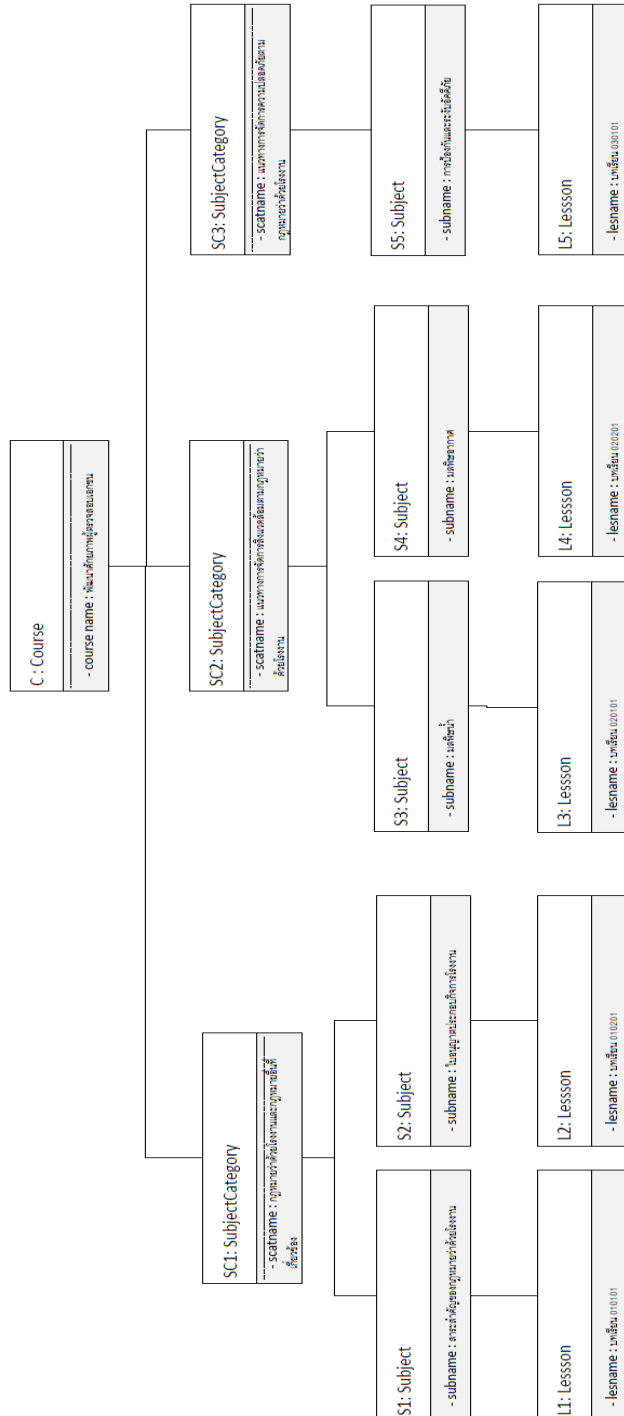 C : Course
- course name : พัฒนาศักยภาพผู้ตรวจสอบเอกชน
SC1: SubjectCategory
- scatname : กฎหมายว่าด้วยโรงงานและกฎหมายอื่นที่
เกี่ยวข้อง
SC2: SubjectCategory
- scatname : แนวทางการจัดการสิ่งแวดล้อมตามกฎหมายว่า
ด้วยโรงงาน
SC3: SubjectCategory
- scatname : แนวทางการจัดการความปลอดภัยตาม
กฎหมายว่าด้วยโรงงาน
S1: Subject
- subname : สาระสำคัญของกฎหมายว่าด้วยโรงงาน
S2: Subject
- subname : ใบอนุญาตประกอบกิจการโรงงาน
S3: Subject
- subname : มลพิษน้ำ
S4: Subject
- subname : มลพิษอากาศ
S5: Subject
- subname : การป้องกันและระงับอัคคีภัย
L1: Lessson
- lesname : บทเรียน 010101
L2: Lessson
- lesname : บทเรียน 010201
L3: Lessson
- lesname : บทเรียน 020101
L4: Lessson
- lesname : บทเรียน 020201
L5: Lessson
- lesname : บทเรียน 030101